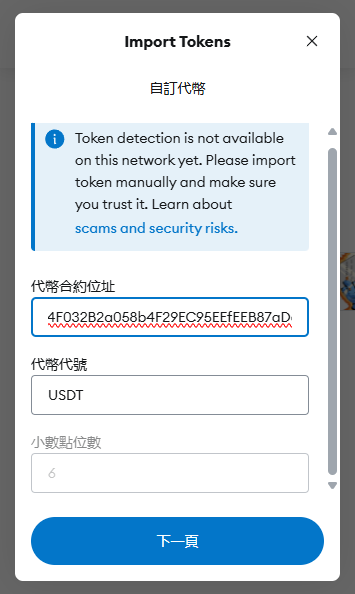 Import Tokens
自訂代幣
Token detection is not available
on this network yet. Please import
token manually and make sure
you trust it. Learn about
scams and security risks.
代幣合約位址
4F032B2a058b4F29EC95EEfEEB87aD
代幣代號
USDT
小數點位數
6
下一頁